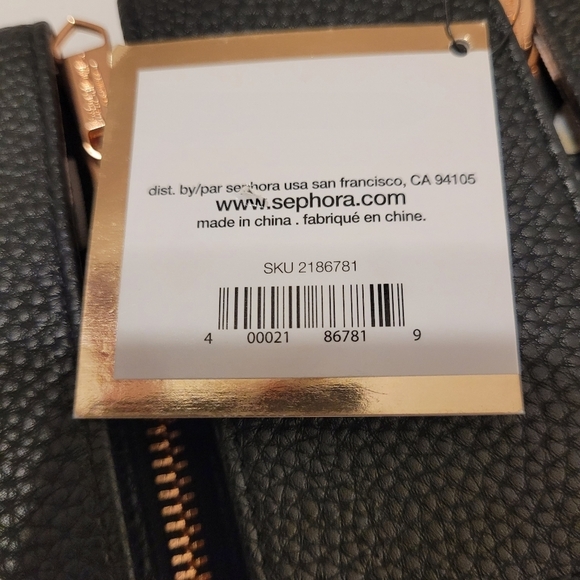 dist. by/par sephora usa san francisco, CA 94105
www.sephora.com
made in china . fabriqué en chine.
SKU 2186781
4 00021 86781 9